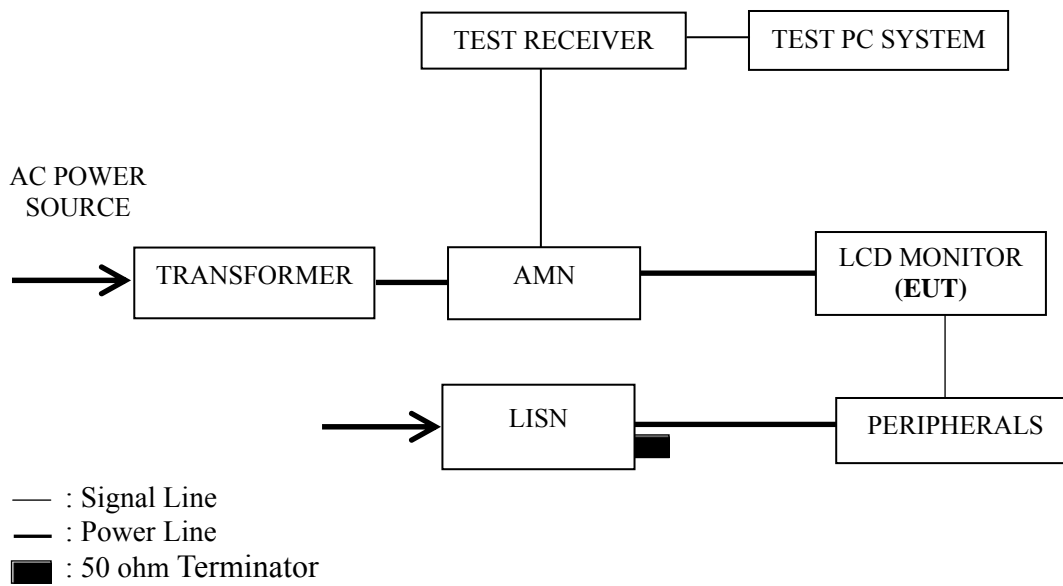 TEST RECEIVER
TEST PC SYSTEM
AC POWER
SOURCE
TRANSFORMER
AMN
LCD MONITOR
(EUT)
LISN
PERIPHERALS
: Signal Line
: Power Line
: 50 ohm Terminator